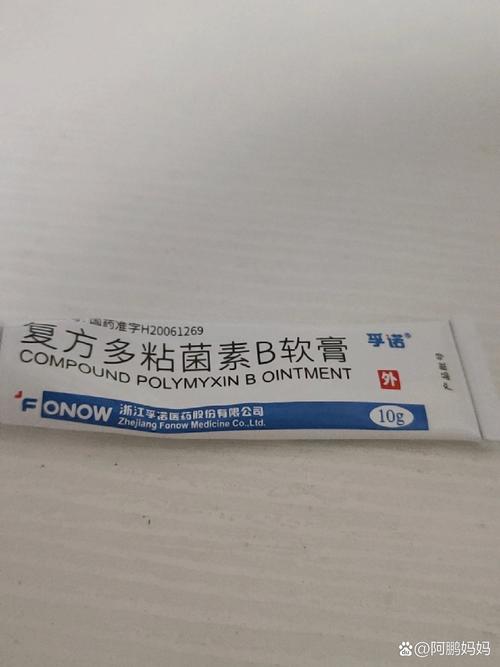 国药准字H20061269
复方多粘菌素B软膏
孚诺®
COMPOUND POLYMYXIN B OINTMENT
外
FONOW
浙江孚诺医药股份有限公司
Zhejiang Fonow Medicine Co.,Ltd.
10g
@阿鹏妈妈